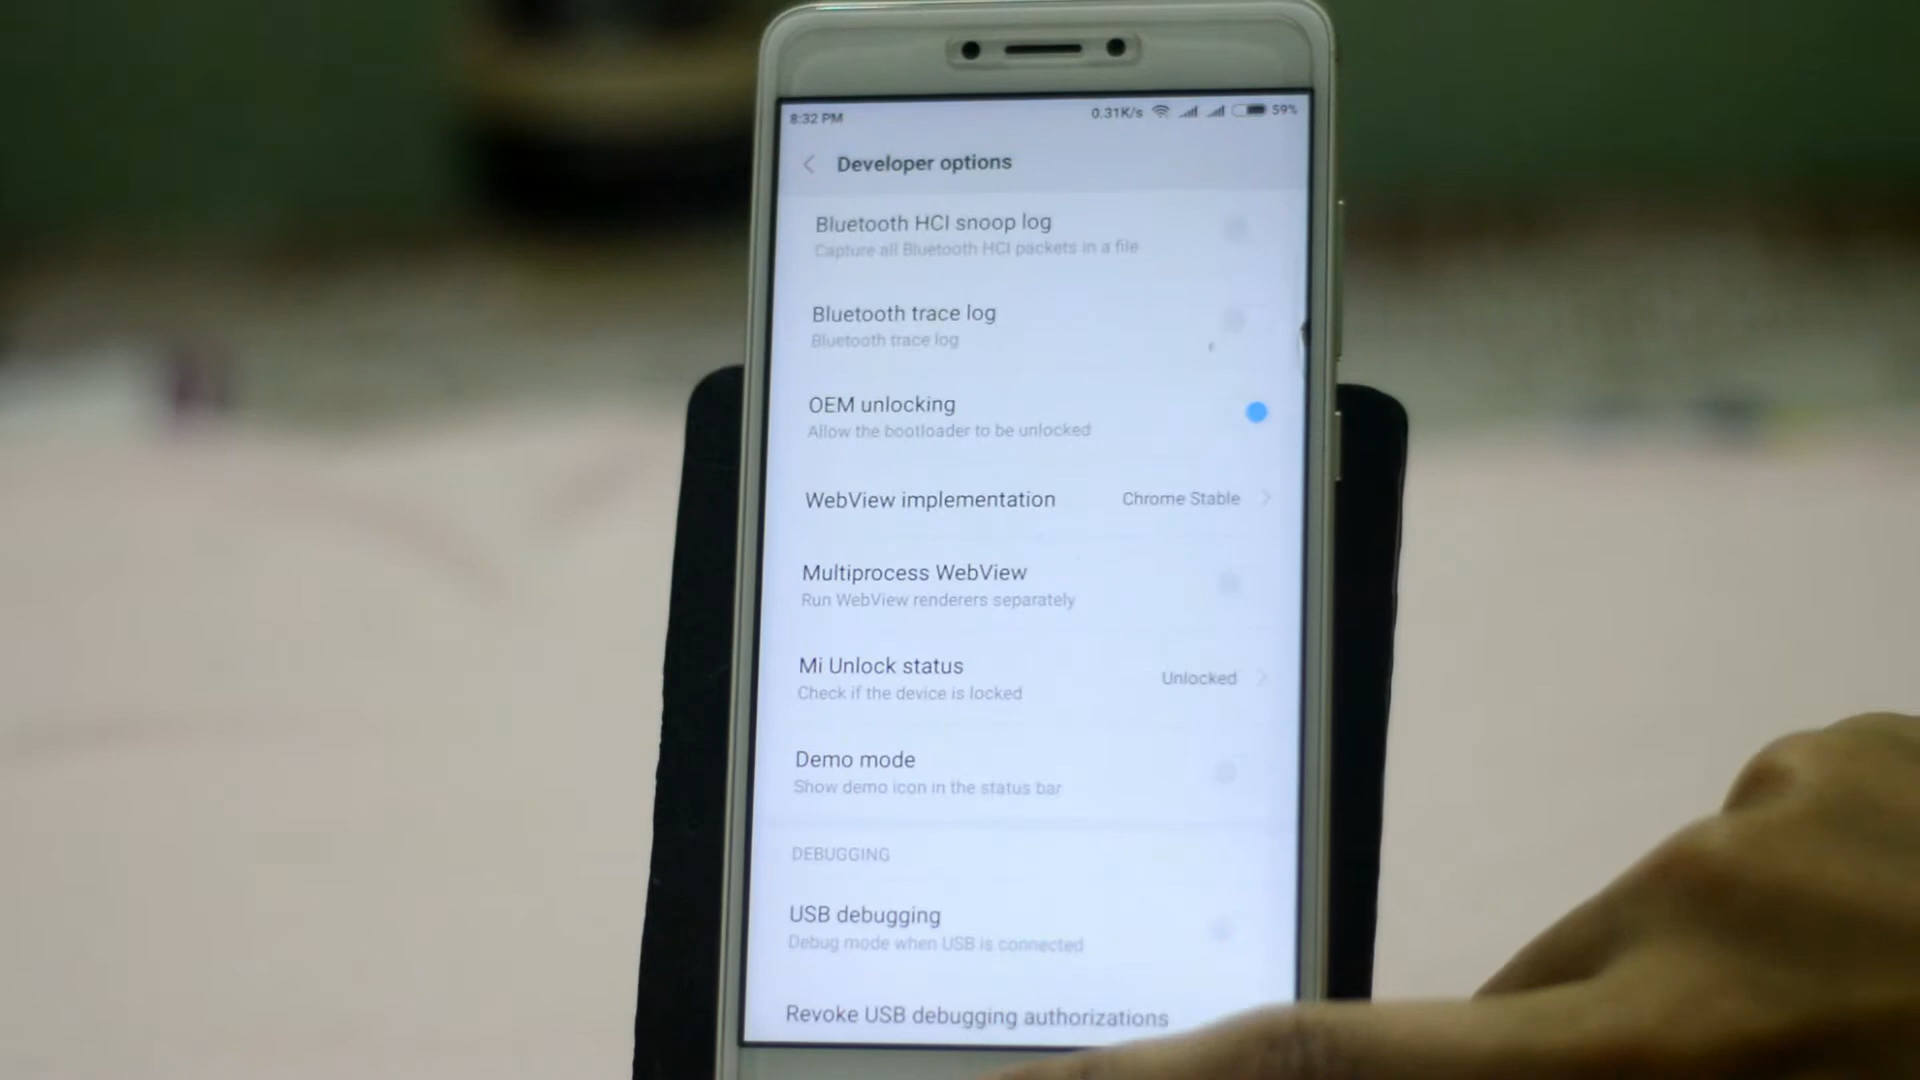 8:32 PM 0.31K/s 59%
Developer options
Bluetooth HCI snoop log
Capture all Bluetooth HCI packets in a file
Bluetooth trace log
Bluetooth trace log
OEM unlocking
Allow the bootloader to be unlocked
WebView implementation Chrome Stable
Multiprocess WebView
Run WebView renderers separately
Mi Unlock status Unlocked
Check if the device is locked
Demo mode
Show demo icon in the status bar
DEBUGGING
USB debugging
Debug mode when USB is connected
Revoke USB debugging authorizations